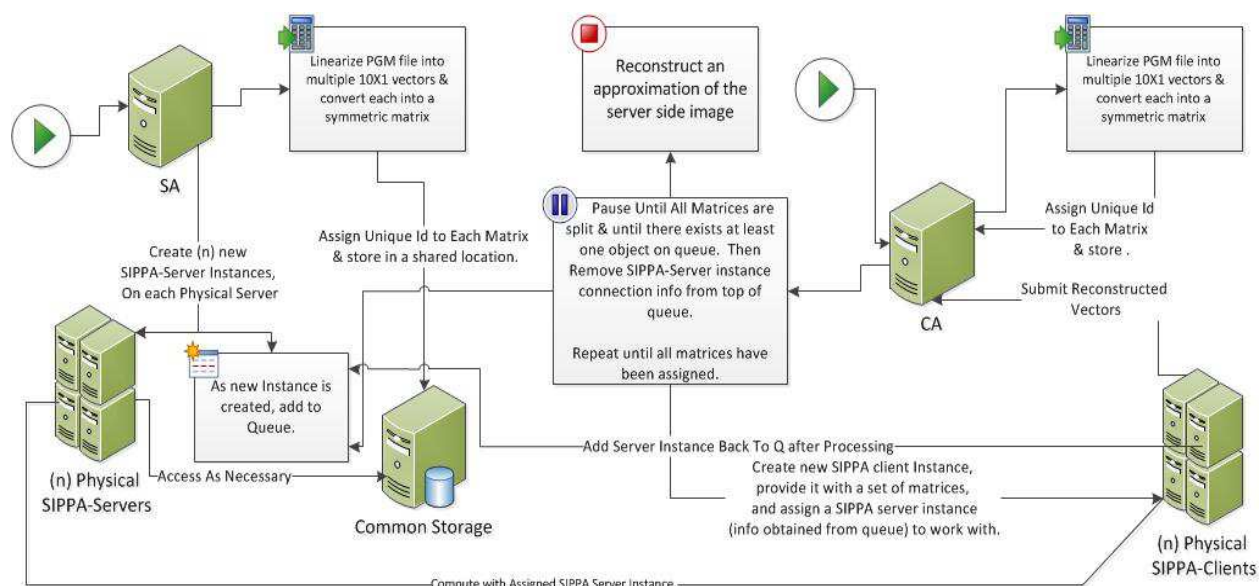 Linearize PGM file into
multiple 10X1 vectors &
convert each into a
symmetric matrix
SA
Assign Unique Id to Each Matrix
& store in a shared location.
Create (n) new
SIPPA-Server Instances,
On each Physical Server
As new Instance is
created, add to
Queue.
(n) Physical
SIPPA-Servers
Access As Necessary
Common Storage
Reconstruct an
approximation of the
server side image
Pause Until All Matrices are
split & until there exists at least
one object on queue. Then
Remove SIPPA-Server instance
connection info from top of
queue.
Repeat until all matrices have
been assigned.
Linearize PGM file into
multiple 10X1 vectors &
convert each into a
symmetric matrix
CA
Assign Unique Id
to Each Matrix
& store .
Submit Reconstructed
Vectors
Add Server Instance Back To Q after Processing
Create new SIPPA client Instance,
provide it with a set of matrices,
and assign a SIPPA server instance
(info obtained from queue) to work with.
(n) Physical
SIPPA-Clients
Compute with Assigned SIPPA Server Instance